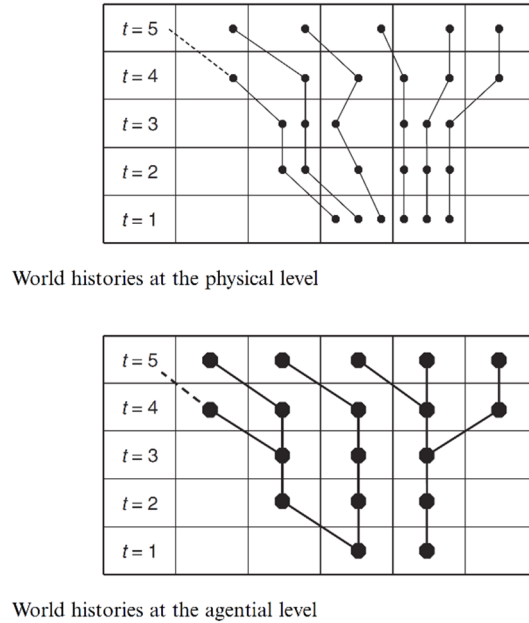 t = 5
t = 4
t = 3
t = 2
t = 1
World histories at the physical level
t = 5
t = 4
t = 3
t = 2
t = 1
World histories at the agential level